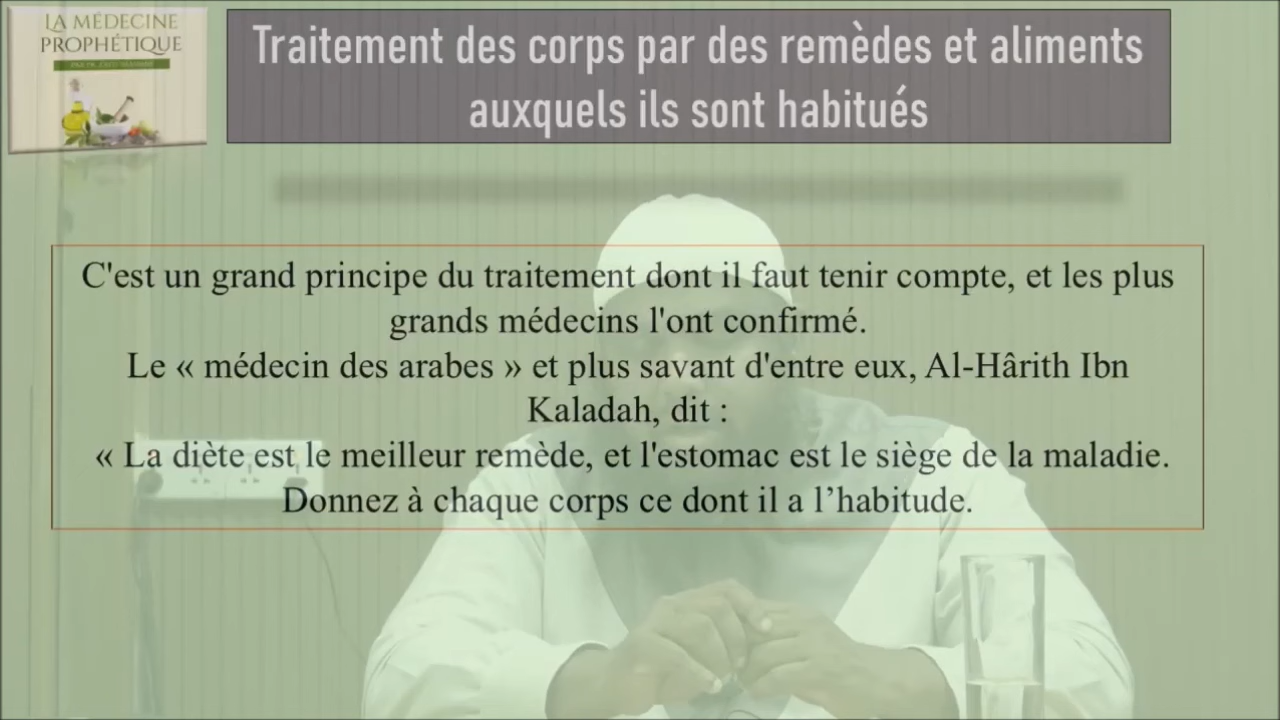 LA MÉDECINE
PROPHÉTIQUE
Traitement des corps par des remèdes et aliments
auxquels ils sont habitués
C'est un grand principe du traitement dont il faut tenir compte, et les plus
grands médecins l'ont confirmé.
Le « médecin des arabes » et plus savant d'entre eux, Al-Hârith Ibn
Kaladah, dit :
« La diète est le meilleur remède, et l'estomac est le siège de la maladie.
Donnez à chaque corps ce dont il a l’habitude.